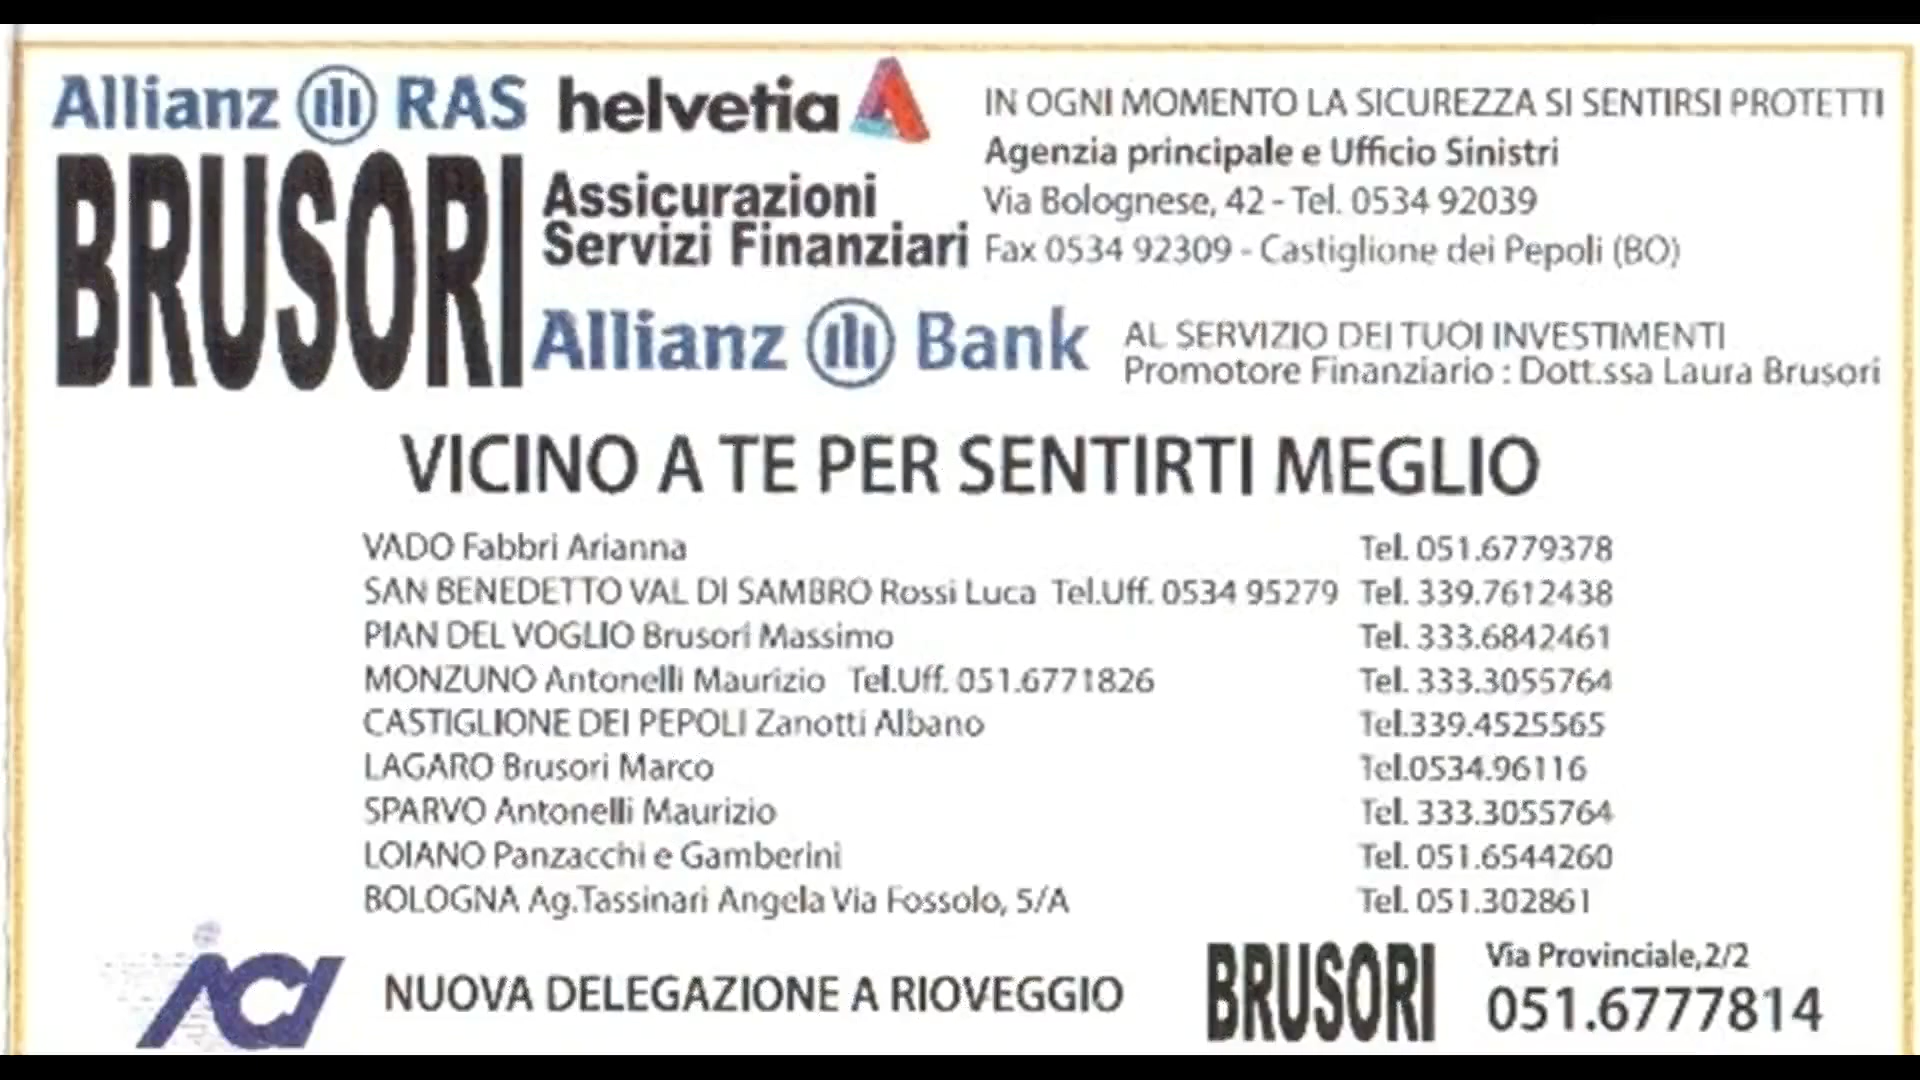 Allianz RAS helvetia
BRUSORI
Assicurazioni
Servizi Finanziari
IN OGNI MOMENTO LA SICUREZZA SI SENTIRSI PROTETTI
Agenzia principale e Ufficio Sinistri
Via Bolognese, 42 - Tel. 0534 92039
Fax 0534 92309 - Castiglione dei Pepoli (BO)
Allianz Bank
AL SERVIZIO DEI TUOI INVESTIMENTI
Promotore Finanziario : Dott.ssa Laura Brusori
VICINO A TE PER SENTIRTI MEGLIO
VADO Fabbri Arianna Tel. 051.6779378
SAN BENEDETTO VAL DI SAMBRO Rossi Luca Tel.Uff. 0534 95279 Tel. 339.7612438
PIAN DEL VOGLIO Brusori Massimo Tel. 333.6842461
MONZUNO Antonelli Maurizio Tel.Uff. 051.6771826 Tel. 333.3055764
CASTIGLIONE DEI PEPOLI Zanotti Albano Tel.339.4525565
LAGARO Brusori Marco Tel.0534.96116
SPARVO Antonelli Maurizio Tel. 333.3055764
LOIANO Panzacchi e Gamberini Tel. 051.6544260
BOLOGNA Ag.Tassinari Angela Via Fossolo, 5/A Tel. 051.302861
ACI NUOVA DELEGAZIONE A RIOVEGGIO
BRUSORI
Via Provinciale,2/2
051.6777814